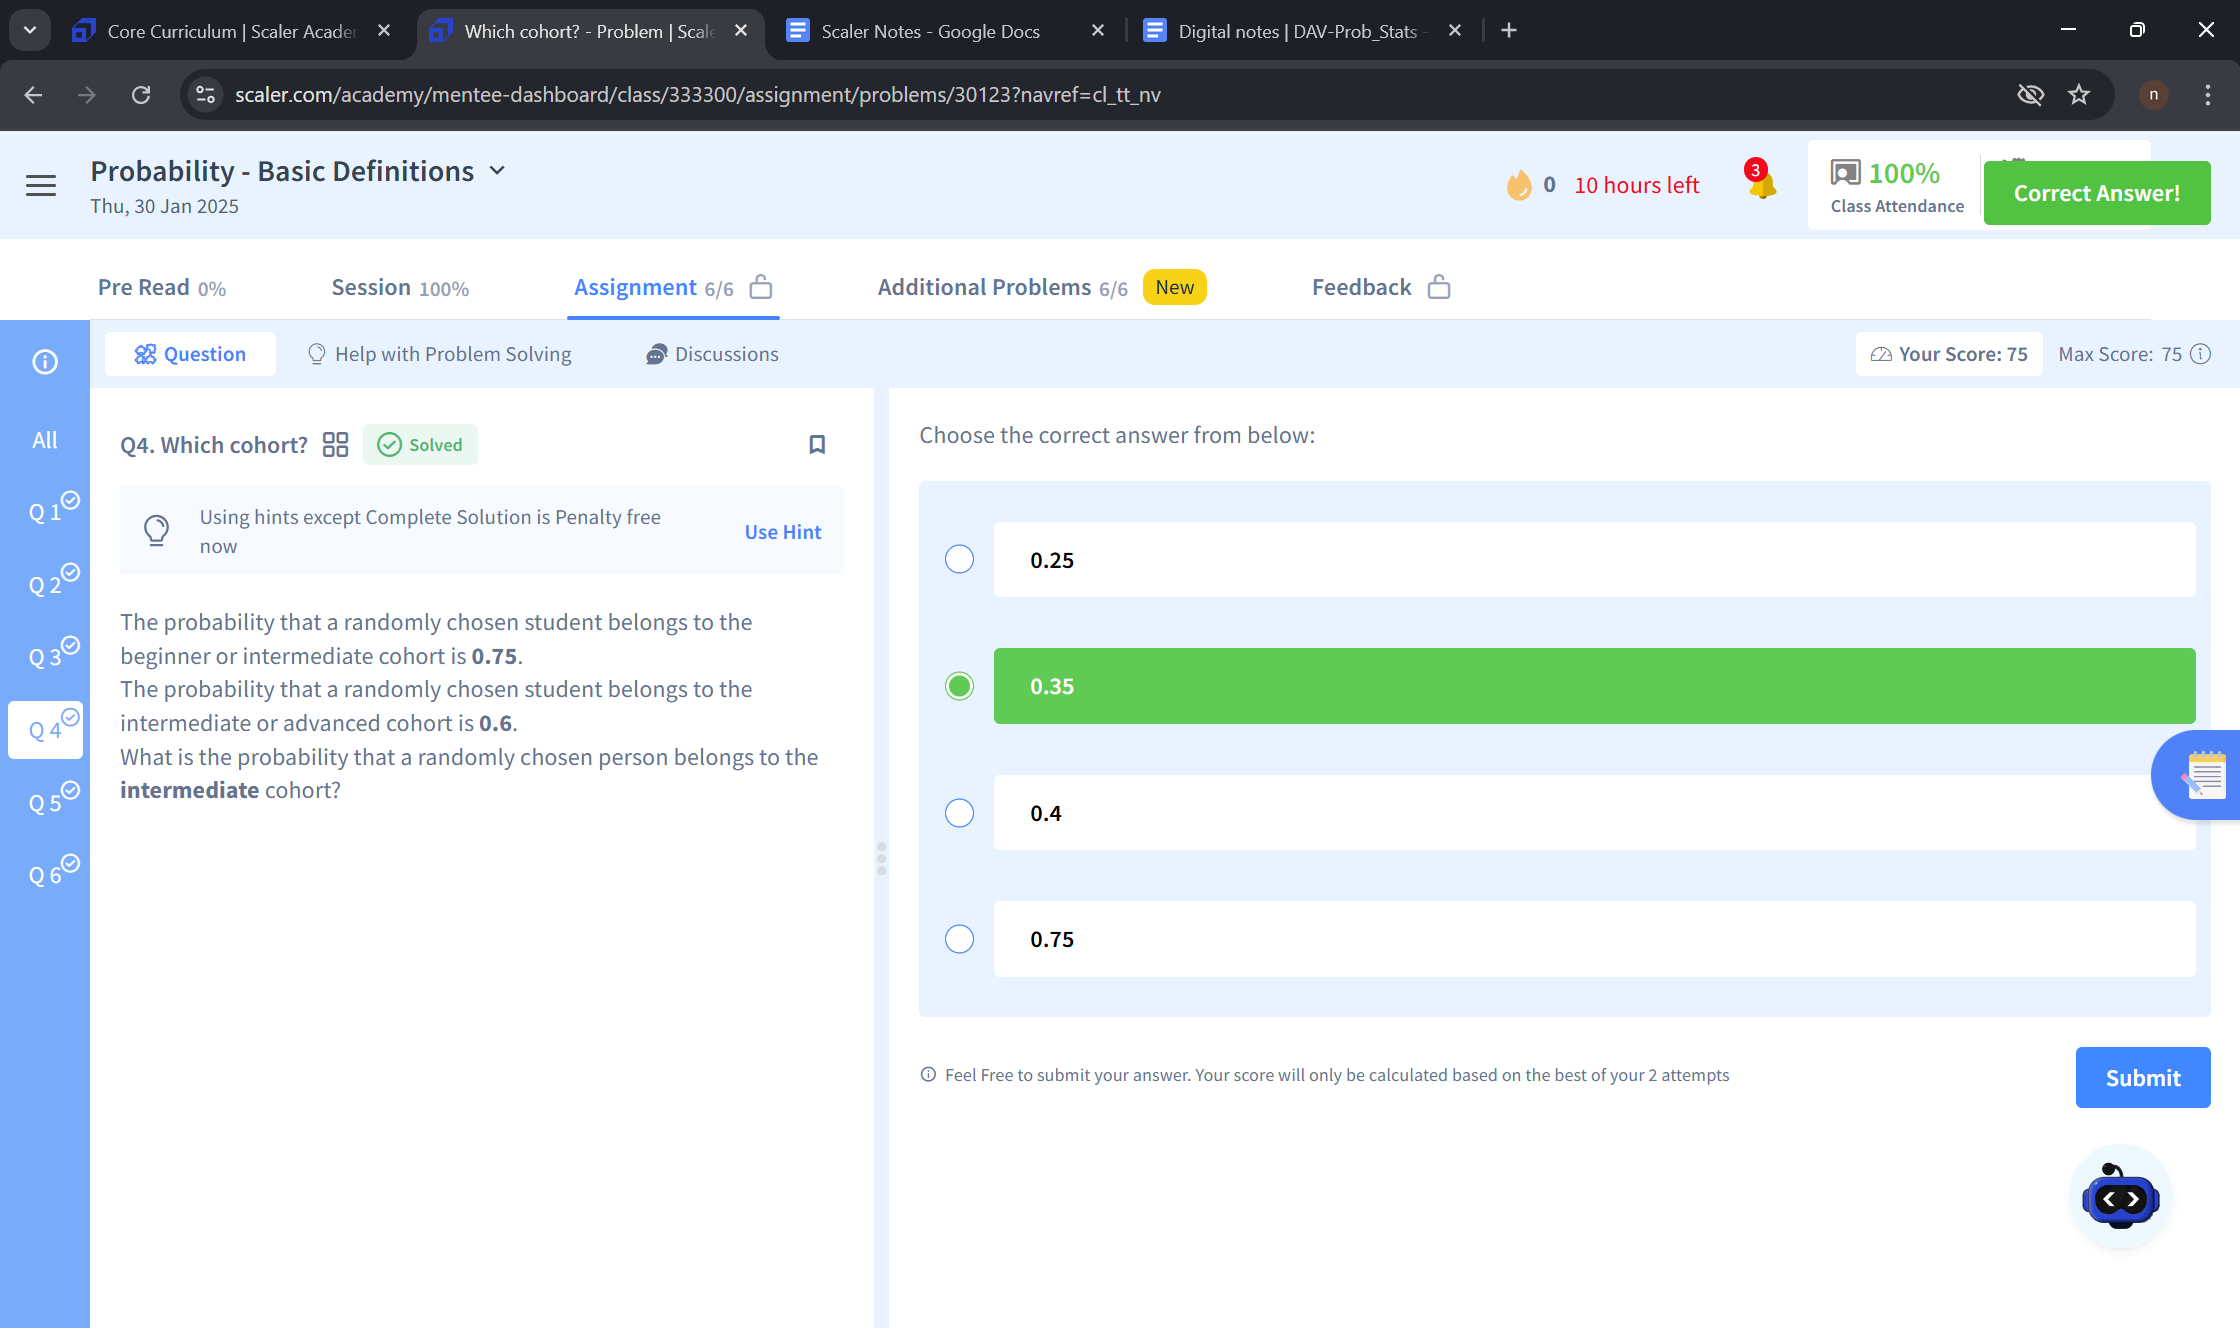 Core Curriculum | Scaler Acader
Which cohort? - Problem | Scale
Scaler Notes - Google Docs
Digital notes | DAV-Prob_Stats -
scaler.com/academy/mentee-dashboard/class/333300/assignment/problems/30123?navref=cl_tt_nv
n
Probability - Basic Definitions
Thu, 30 Jan 2025
0
10 hours left
3
100%
Class Attendance
Correct Answer!
Pre Read 0%
Session 100%
Assignment 6/6
Additional Problems 6/6 New
Feedback
Question
Help with Problem Solving
Discussions
Your Score: 75
Max Score: 75
All
Q 1
Q 2
Q 3
Q 4
Q 5
Q 6
Q4. Which cohort?
Solved
Using hints except Complete Solution is Penalty free
now
Use Hint
The probability that a randomly chosen student belongs to the
beginner or intermediate cohort is 0.75.
The probability that a randomly chosen student belongs to the
intermediate or advanced cohort is 0.6.
What is the probability that a randomly chosen person belongs to the
intermediate cohort?
Choose the correct answer from below:
0.25
0.35
0.4
0.75
Feel Free to submit your answer. Your score will only be calculated based on the best of your 2 attempts
Submit